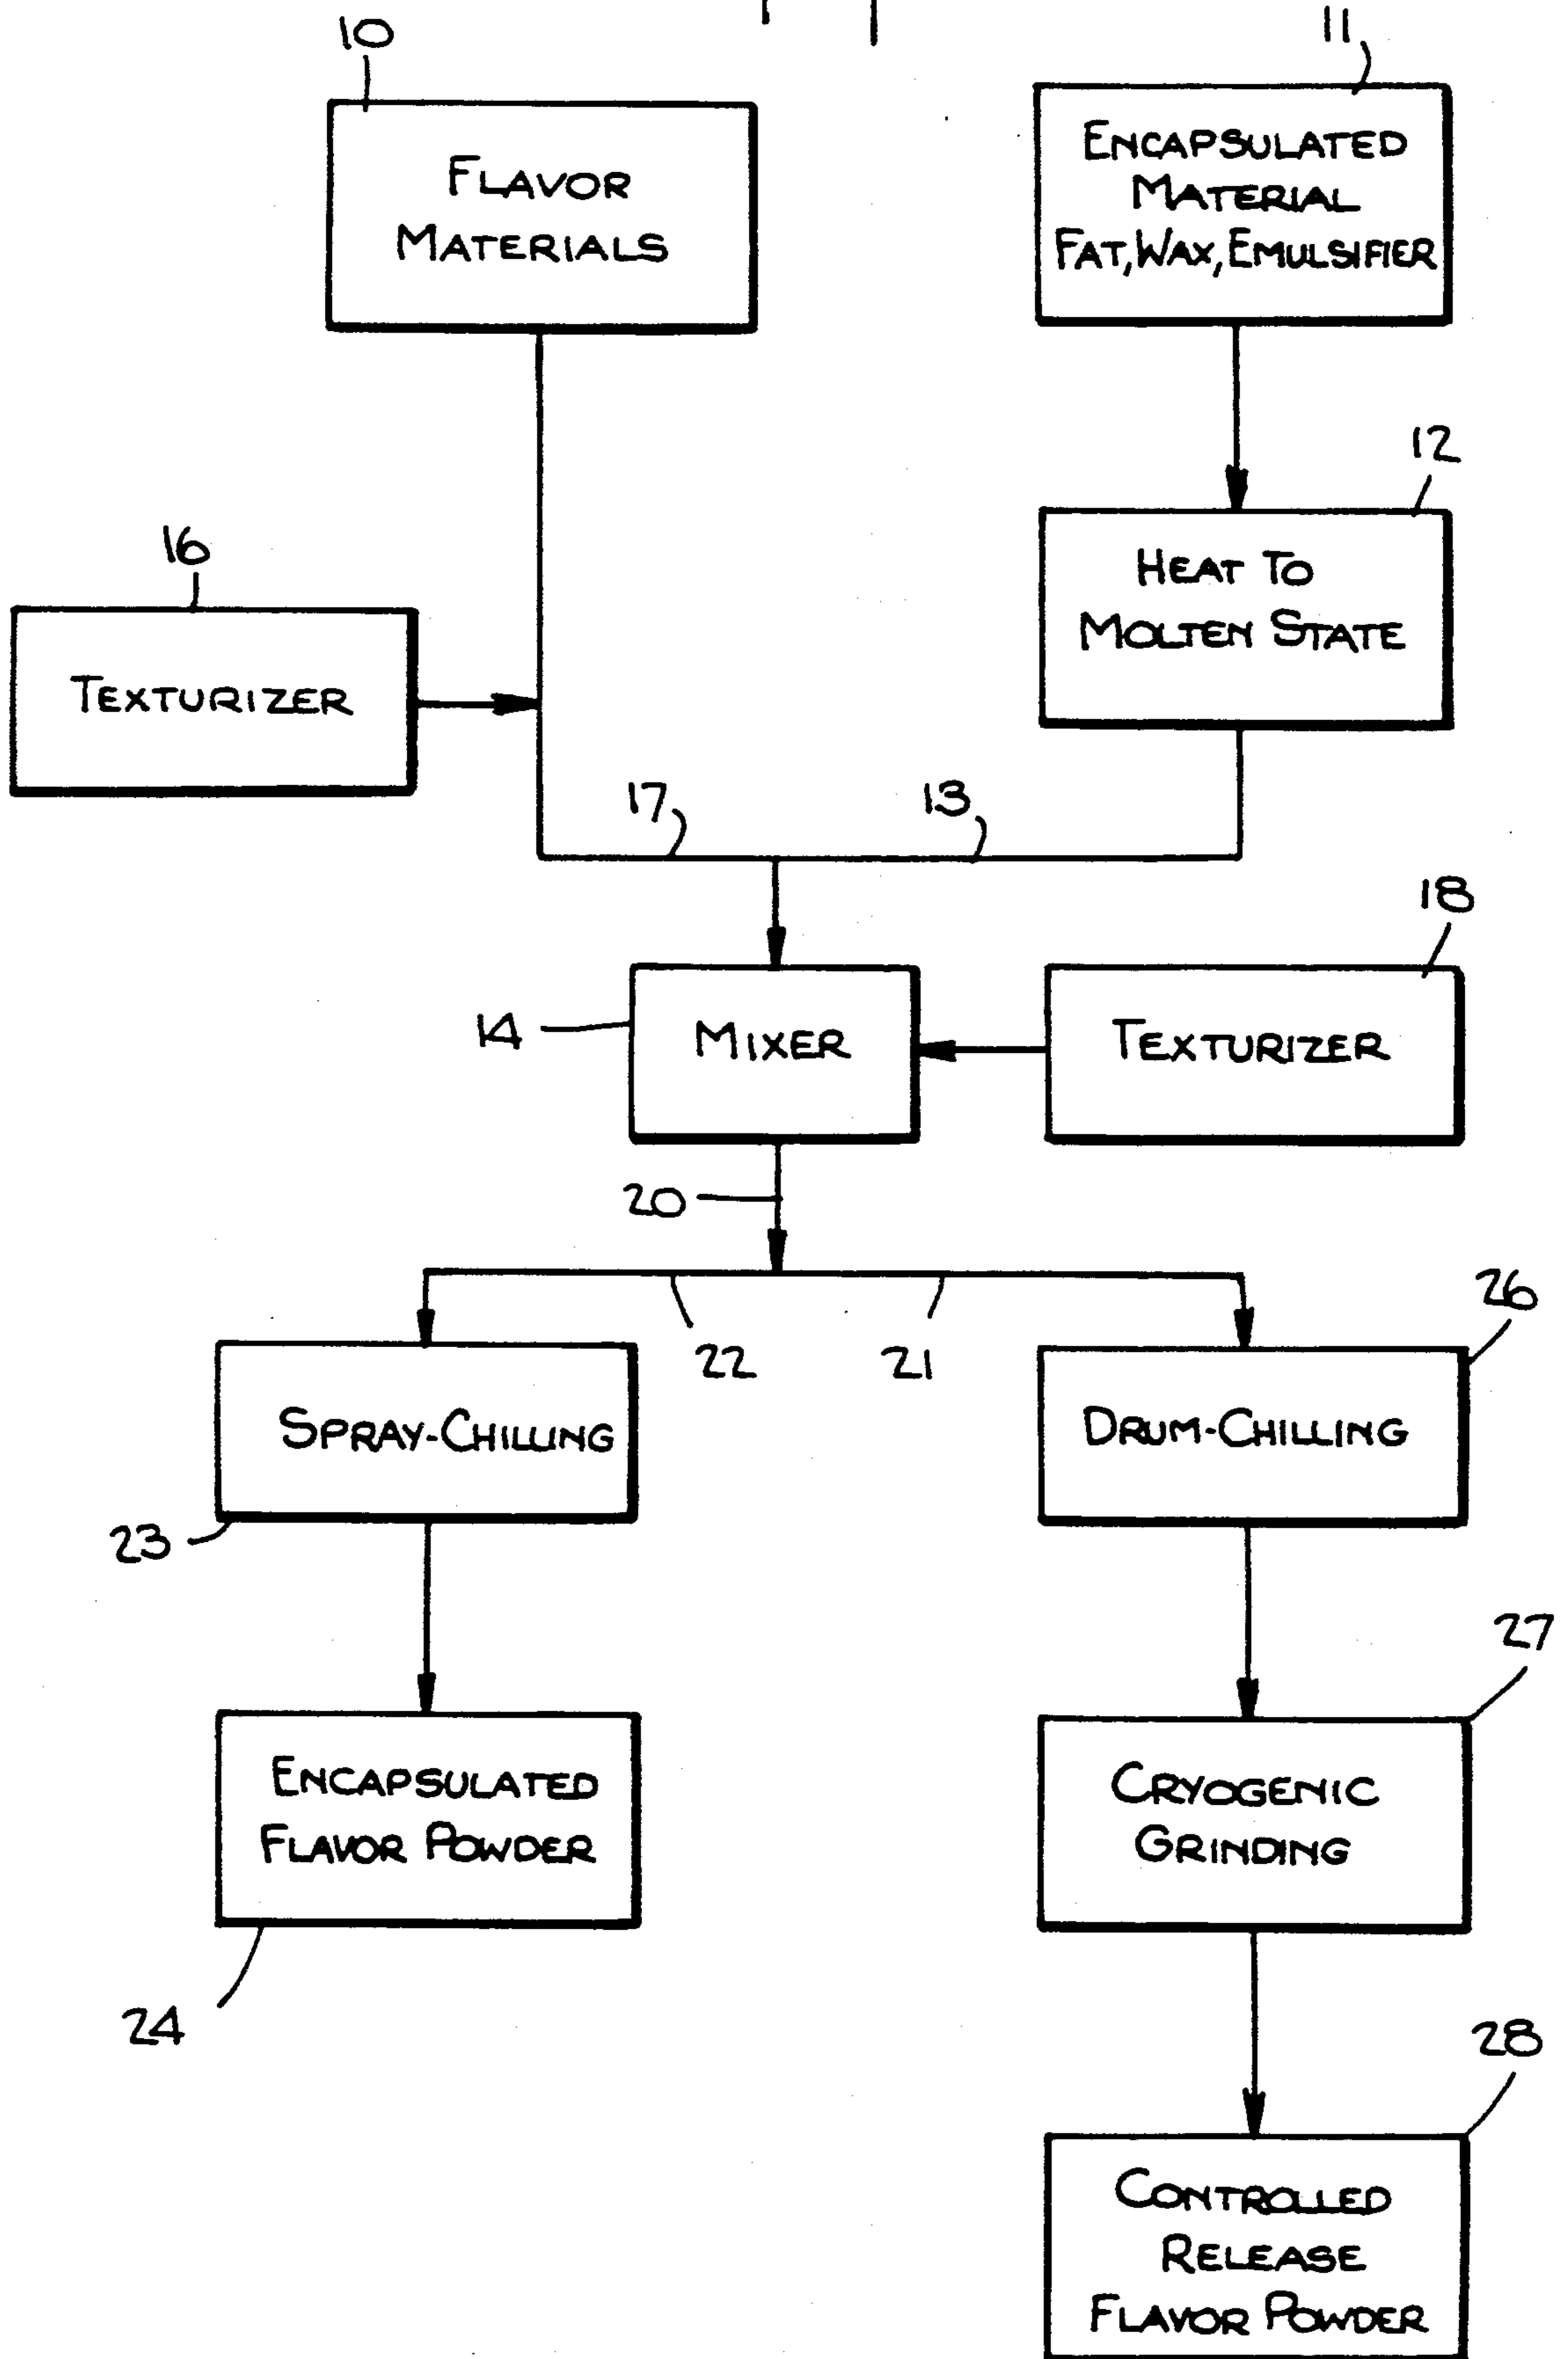 10
11
FLAVOR
MATERIALS
ENCAPSULATED
MATERIAL
FAT, WAX, EMULSIFIER
12
HEAT TO
MOLTEN STATE
16
TEXTURIZER
17
13
18
14
MIXER
TEXTURIZER
20
22
21
26
SPRAY-CHILLING
DRUM-CHILLING
23
27
ENCAPSULATED
FLAVOR POWDER
CRYOGENIC
GRINDING
24
28
CONTROLLED
RELEASE
FLAVOR POWDER